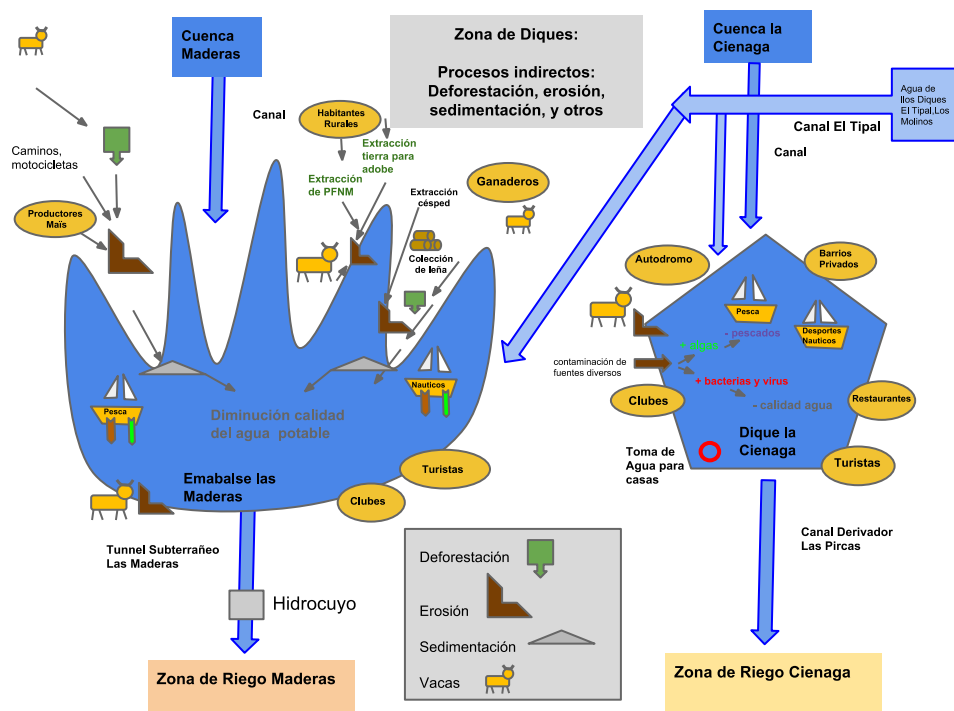 Cuenca
Maderas
Zona de Diques:
Procesos indirectos:
Deforestación, erosión,
sedimentación, y otros
Cuenca la
Cienaga
Agua de
llos Diques
El Tipal,Los
Molinos
Canal El Tipal
Canal
Canal
Habitantes
Rurales
Extracción
tierra para
adobe
Extracción
de PFNM
Caminos,
motocicletas
Productores
Maïs
Ganaderos
Extracción
césped
Colección
de leña
Autodromo
Barrios
Privados
Pesca
Desportes
Nauticos
- pescados
+ algas
contaminación de
fuentes diversos
+ bacterias y virus
- calidad agua
Clubes
Restaurantes
Dique la
Cienaga
Toma de
Agua para
casas
Turistas
Pesca
Nauticos
Diminución calidad
del agua potable
Emabalse las
Maderas
Turistas
Clubes
Tunnel Subterrañeo
Las Maderas
Hidrocuyo
Canal Derivador
Las Pircas
Deforestación
Erosión
Sedimentación
Vacas
Zona de Riego Maderas
Zona de Riego Cienaga